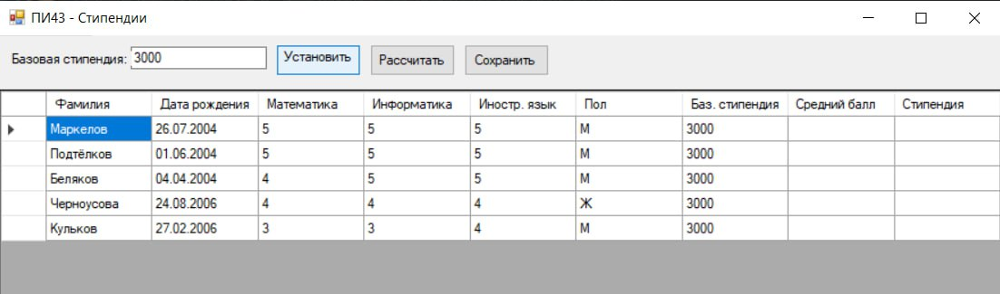 ПИ43 - Стипендии
Базовая стипендия: 3000 Установить Рассчитать Сохранить
Фамилия Дата рождения Математика Информатика Иностр. язык Пол Баз. стипендия Средний балл Стипендия
Маркелов 26.07.2004 5 5 5 М 3000
Подтёлков 01.06.2004 5 5 5 М 3000
Беляков 04.04.2004 4 5 5 М 3000
Черноусова 24.08.2006 4 4 4 Ж 3000
Кульков 27.02.2006 3 3 4 М 3000